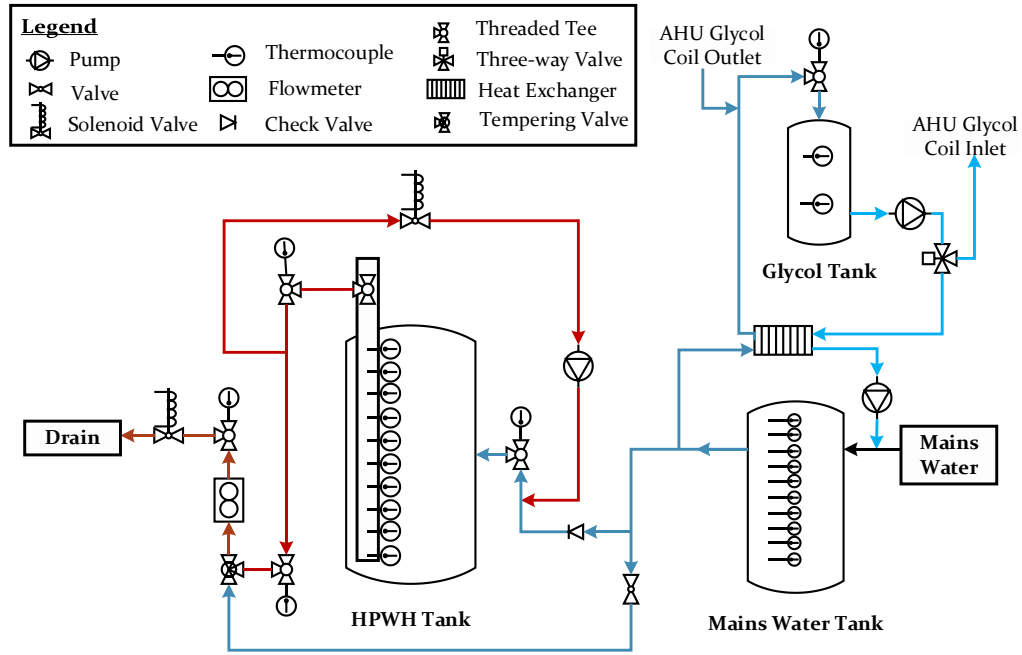 Legend
Pump
Valve
Solenoid Valve
Thermocouple
Flowmeter
Check Valve
Threaded Tee
Three-way Valve
Heat Exchanger
Tempering Valve
AHU Glycol
Coil Outlet
AHU Glycol
Coil Inlet
Glycol Tank
Drain
Mains
Water
HPWH Tank
Mains Water Tank